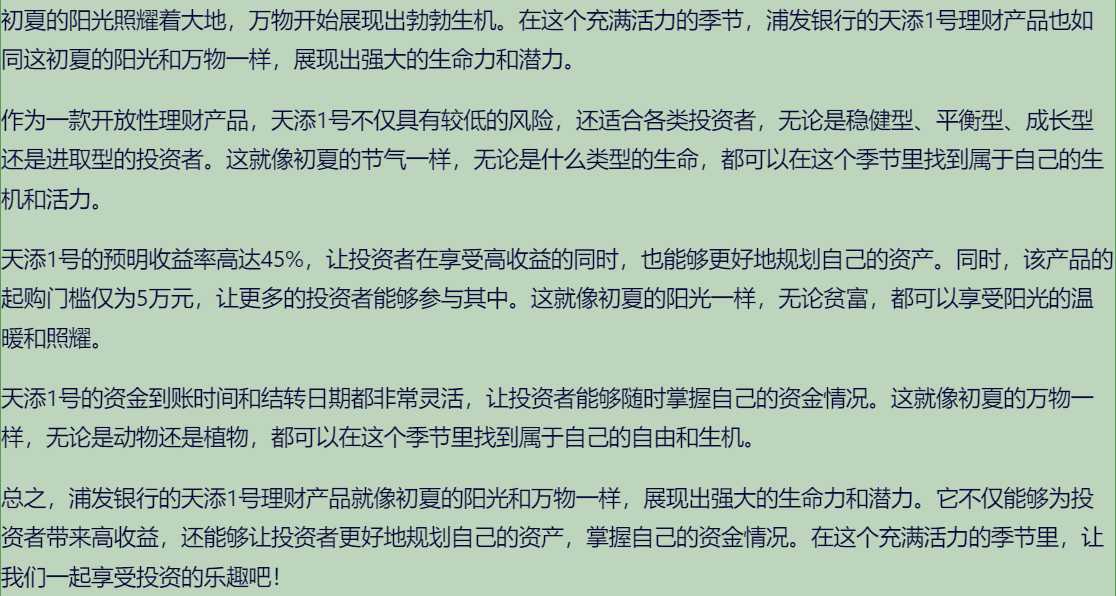 初夏的阳光照耀着大地，万物开始展现出勃勃生机。在这个充满活力的季节，浦发银行的天添1号理财产品也如
同这初夏的阳光和万物一样，展现出强大的生命力和潜力。
作为一款开放性理财产品，天添1号不仅具有较低的风险，还适合各类投资者，无论是稳健型、平衡型、成长型
还是进取型的投资者。这就像初夏的节气一样，无论是什么类型的生命，都可以在这个季节里找到属于自己的生
机和活力。
天添1号的预明收益率高达45%，让投资者在享受高收益的同时，也能够更好地规划自己的资产。同时，该产品的
起购门槛仅为5万元，让更多的投资者能够参与其中。这就像初夏的阳光一样，无论贫富，都可以享受阳光的温
暖和照耀。
天添1号的资金到账时间和结转日期都非常灵活，让投资者能够随时掌握自己的资金情况。这就像初夏的万物一
样，无论是动物还是植物，都可以在这个季节里找到属于自己的自由和生机。
总之，浦发银行的天添1号理财产品就像初夏的阳光和万物一样，展现出强大的生命力和潜力。它不仅能够为投
资者带来高收益，还能够让投资者更好地规划自己的资产，掌握自己的资金情况。在这个充满活力的季节里，让
我们一起享受投资的乐趣吧！